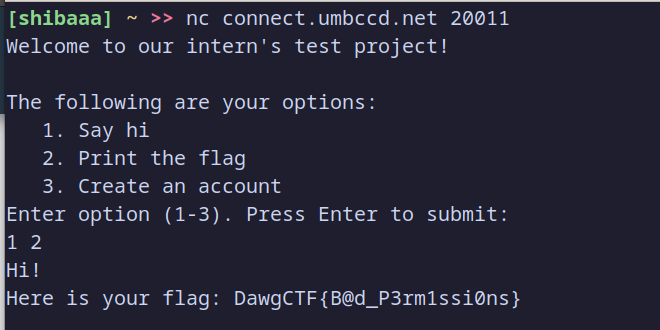 [shibaaa] ~ >> nc connect.umbccd.net 20011
Welcome to our intern's test project!

The following are your options:
   1. Say hi
   2. Print the flag
   3. Create an account
Enter option (1-3). Press Enter to submit:
1 2
Hi!
Here is your flag: DawgCTF{B@d_P3rm1ssi0ns}